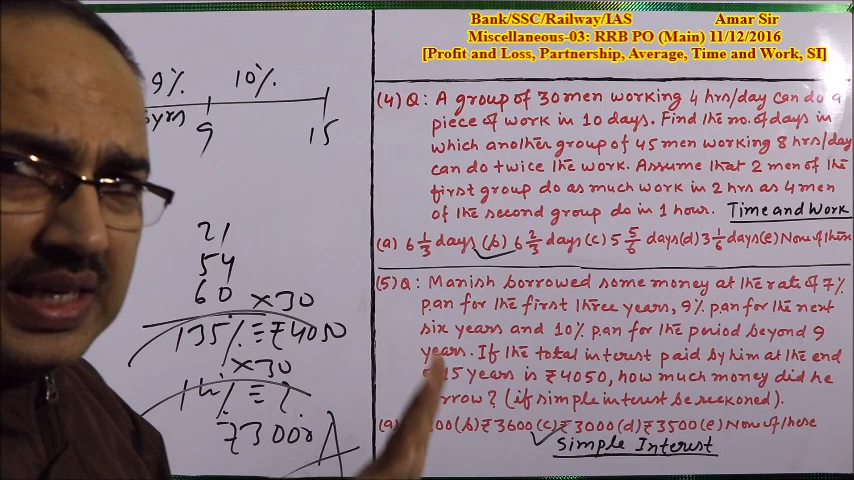 Bank/SSC/Railway/IAS Amar Sir
Miscellaneous-03: RRB PO (Main) 11/12/2016
[Profit and Loss, Partnership, Average, Time and Work, SI]
9% 10%
yrs 9 15
21
54
60 ×30
135% ≡ ₹4050
×30
≡ ?
₹3000
(4) Q: A group of 30 men working 4 hrs/day can do a
piece of work in 10 days. Find the no. of days in
which another group of 45 men working 8 hrs/day
can do twice the work. Assume that 2 men of the
first group do as much work in 2 hrs as 4 men
of the second group do in 1 hour. Time and Work
(a) 6 1/3 days (b) 6 2/3 days (c) 5 5/6 days (d) 3 1/6 days (e) None of these
(5) Q: Manish borrowed some money at the rate of 7%
p.an for the first three years, 9% p.an for the next
six years and 10% p.an for the period beyond 9
years. If the total interest paid by him at the end
15 years is ₹4050, how much money did he
(if simple interest be reckoned).
(b) ₹3600 (c) ₹3000 (d) ₹3500 (e) None of these
Simple Interest